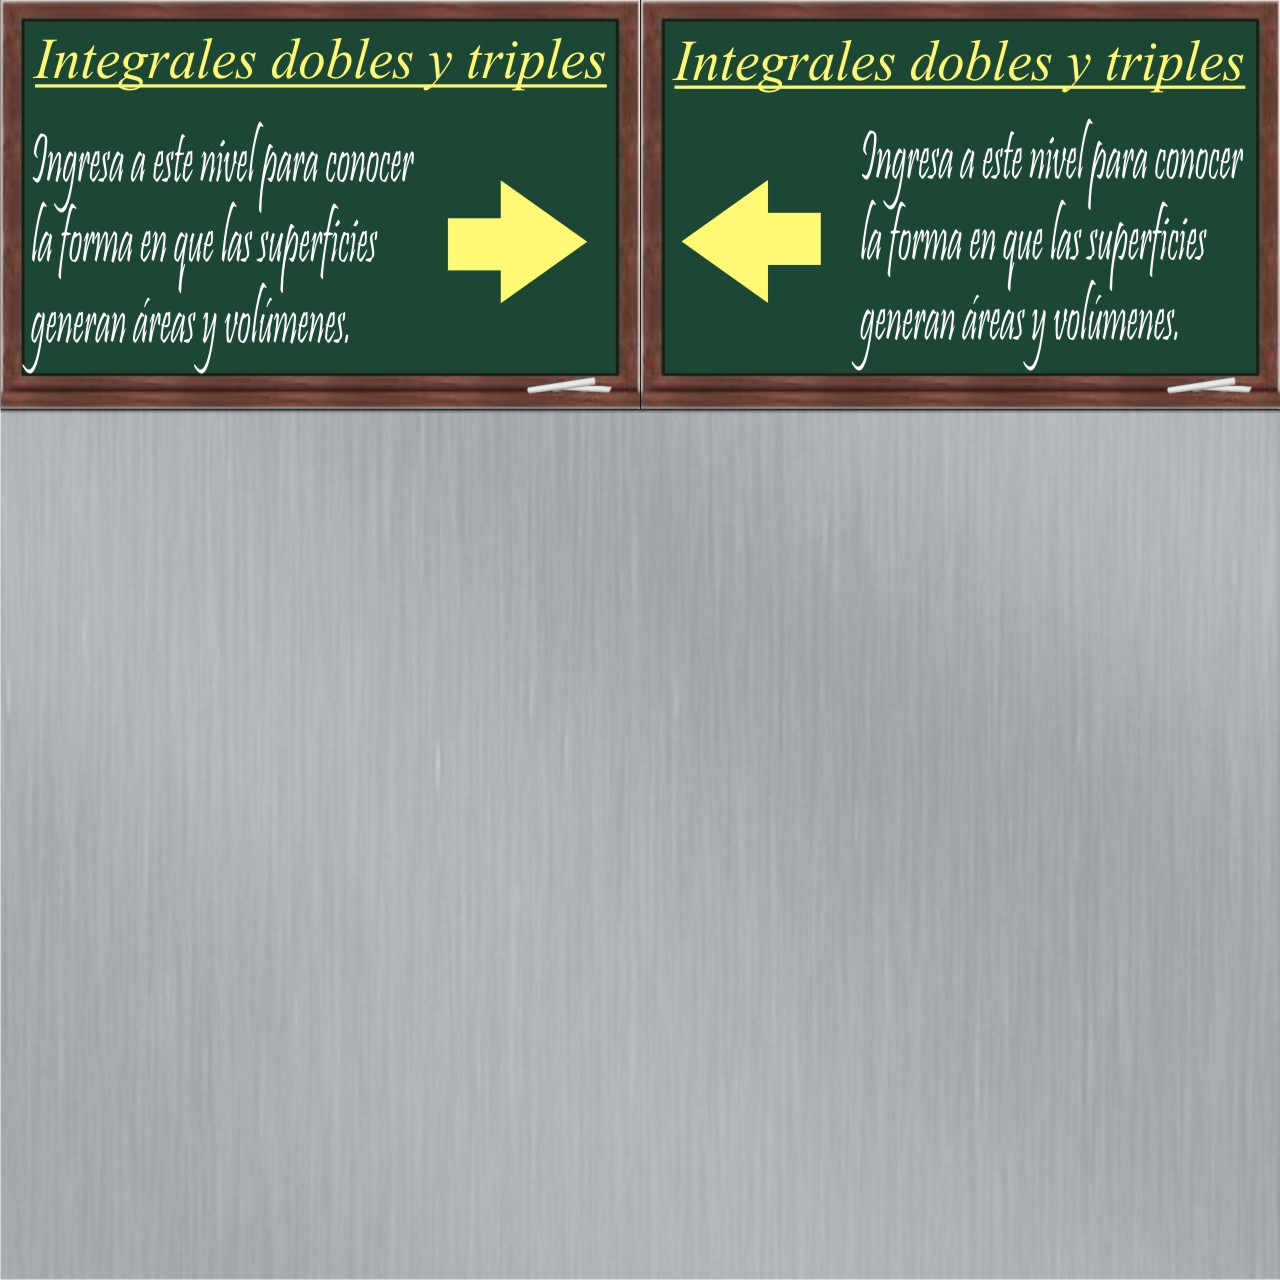 Integrales dobles y triples
Ingresa a este nivel para conocer
la forma en que las superficies
generan áreas y volúmenes.
Integrales dobles y triples
Ingresa a este nivel para conocer
la forma en que las superficies
generan áreas y volúmenes.